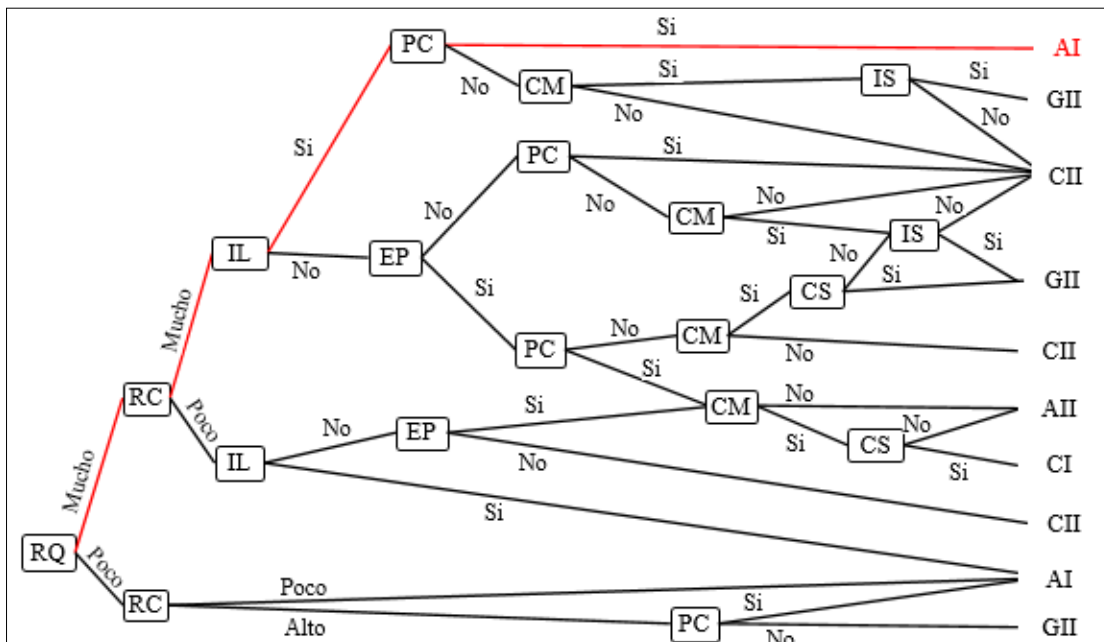 Si
PC AI
No CM Si IS Si
No GII
No
Si
PC Si CII
No No CM No No
IL EP Si IS
No No Si
Si CS Si GII
Si
Mucho PC No CM
No CII
Si
RC No
Poco Si CM AII
No EP Si CS No
IL No Si CI
Mucho
Si CII
RQ
Poco
Poco AI
RC Si
Alto PC
No GII